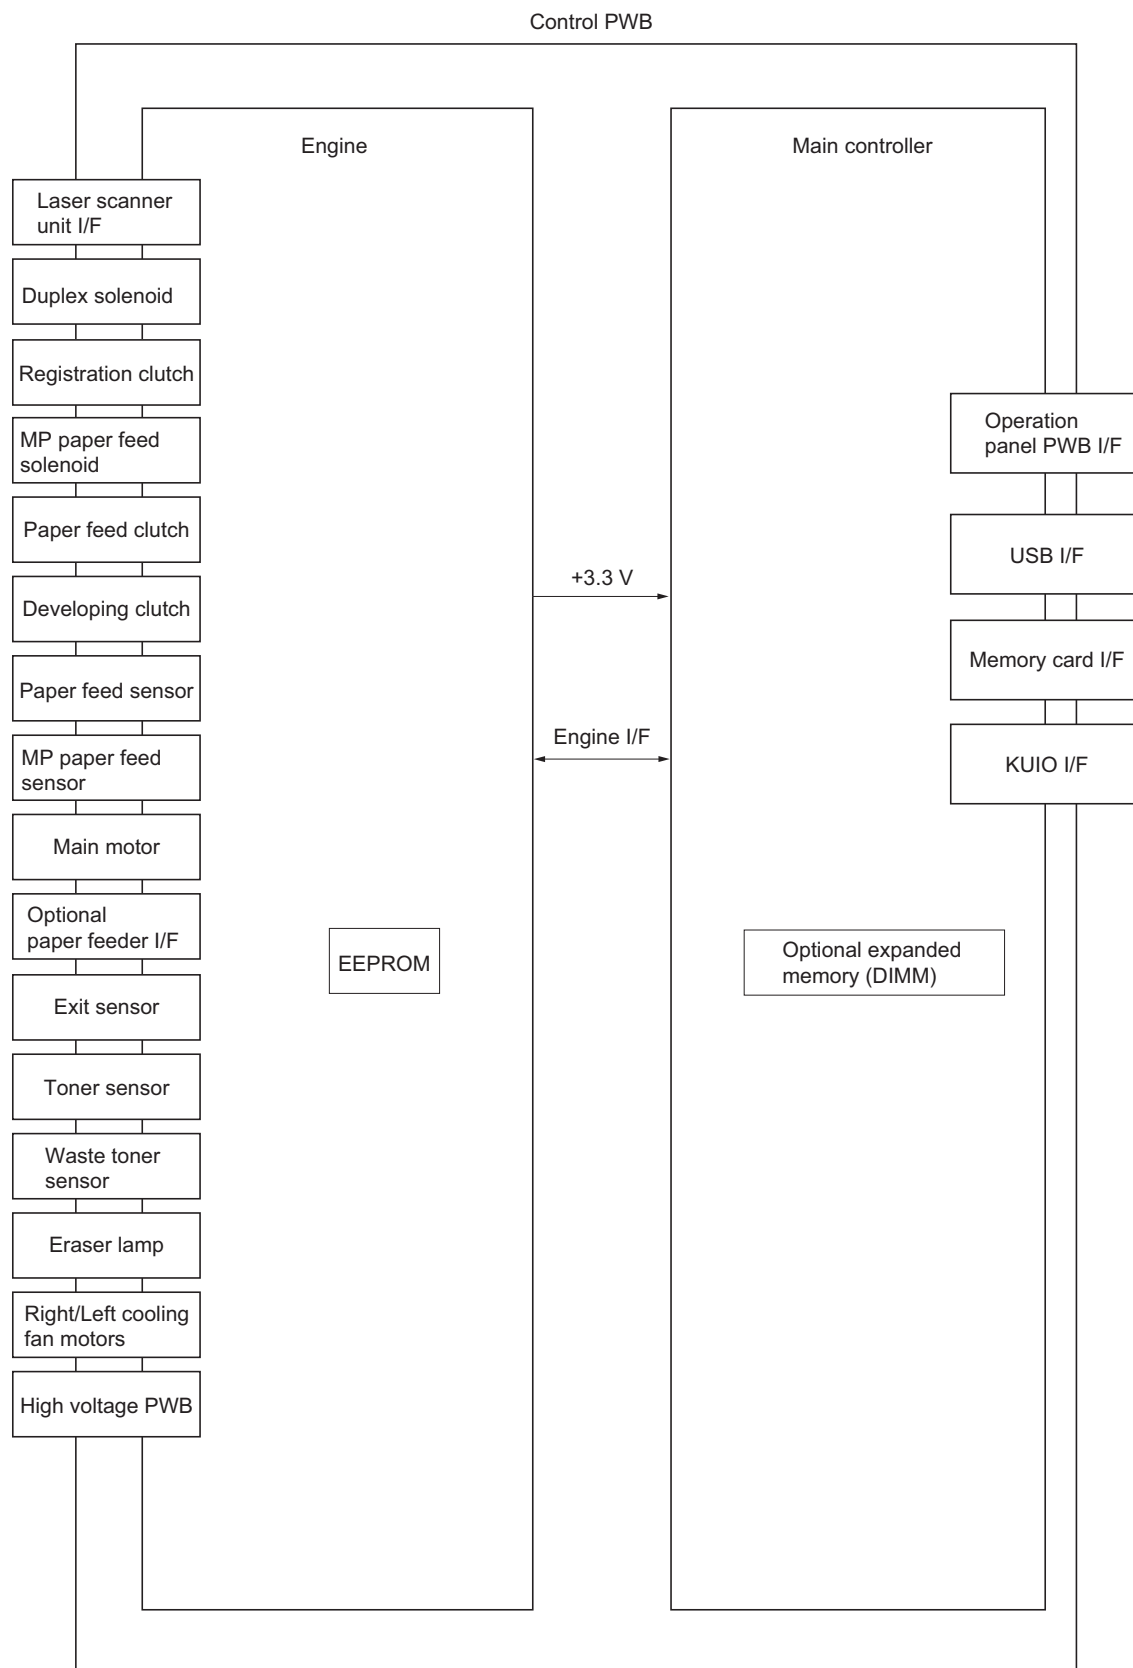 Control PWB
Engine
Main controller
Laser scanner
unit I/F
Duplex solenoid
Registration clutch
MP paper feed
solenoid
Paper feed clutch
Developing clutch
Paper feed sensor
MP paper feed
sensor
Main motor
Optional
paper feeder I/F
Exit sensor
Toner sensor
Waste toner
sensor
Eraser lamp
Right/Left cooling
fan motors
High voltage PWB
EEPROM
+3.3 V
Engine I/F
Optional expanded
memory (DIMM)
Operation
panel PWB I/F
USB I/F
Memory card I/F
KUIO I/F